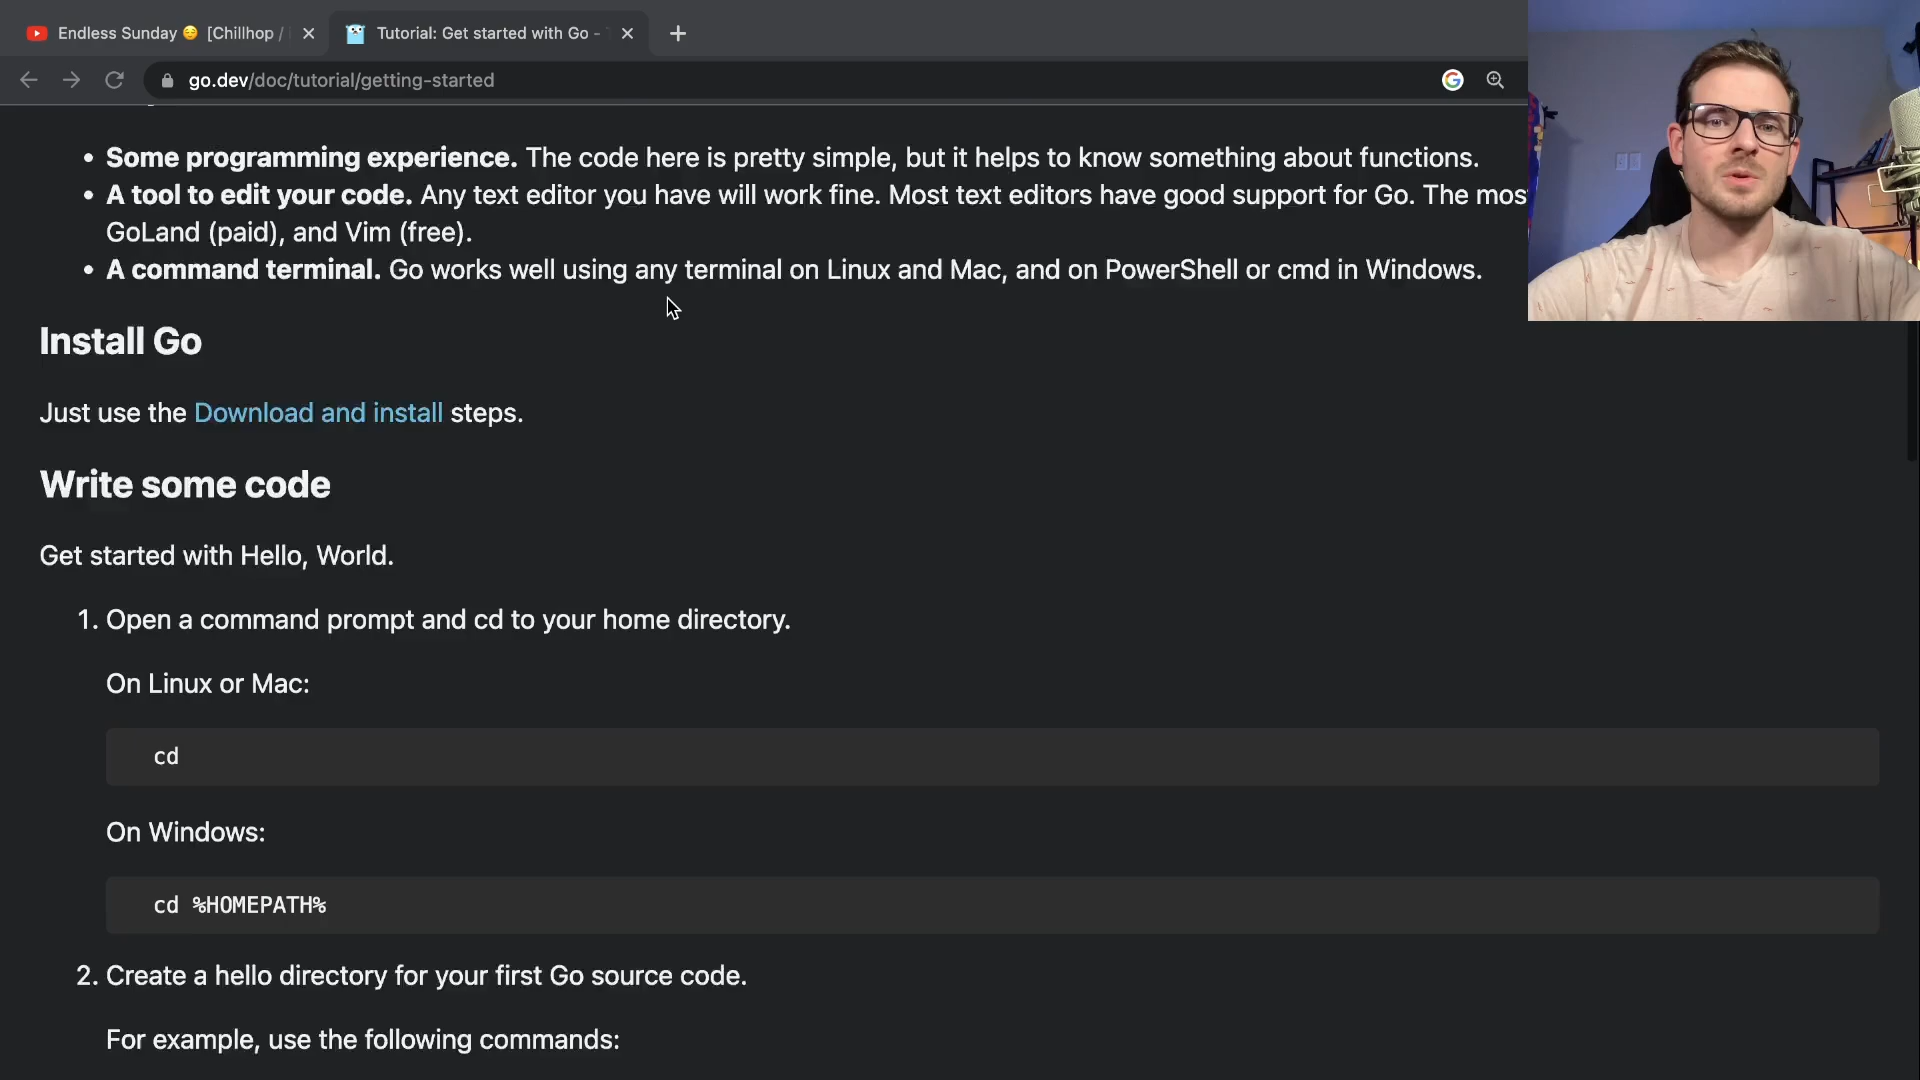 Endless Sunday 😌 [Chillhop /
Tutorial: Get started with Go -
go.dev/doc/tutorial/getting-started
• Some programming experience. The code here is pretty simple, but it helps to know something about functions.
• A tool to edit your code. Any text editor you have will work fine. Most text editors have good support for Go. The mos
GoLand (paid), and Vim (free).
• A command terminal. Go works well using any terminal on Linux and Mac, and on PowerShell or cmd in Windows.
Install Go
Just use the Download and install steps.
Write some code
Get started with Hello, World.
1. Open a command prompt and cd to your home directory.
On Linux or Mac:
cd
On Windows:
cd %HOMEPATH%
2. Create a hello directory for your first Go source code.
For example, use the following commands: